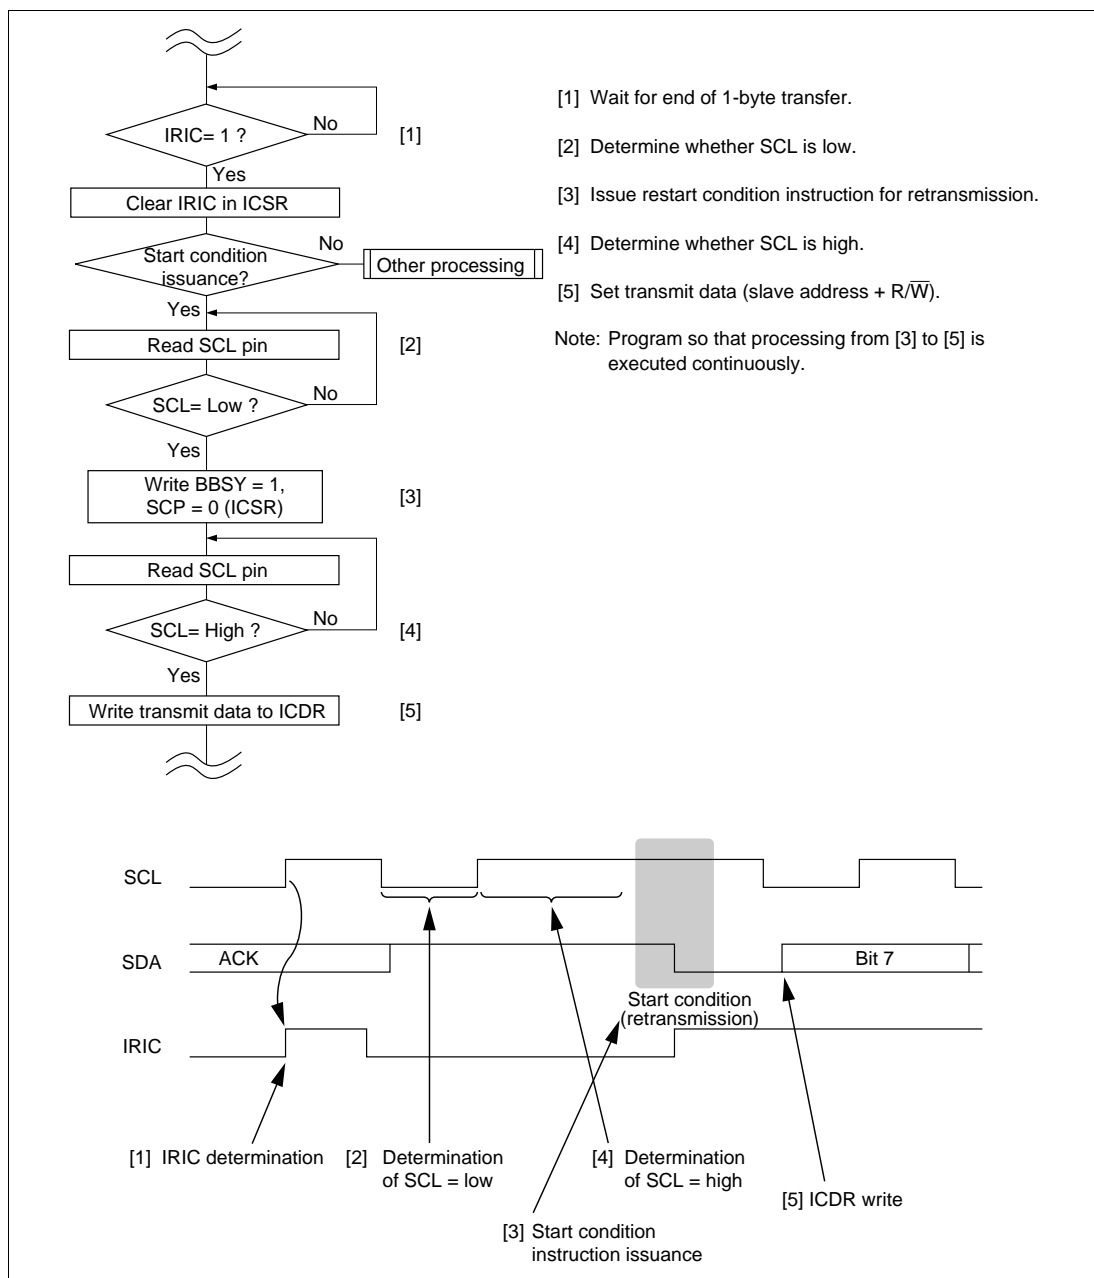 IRIC= 1 ?
No
[1]
Yes
Clear IRIC in ICSR
Start condition
issuance?
No
Other processing
Yes
Read SCL pin
[2]
SCL= Low ?
No
Yes
Write BBSY = 1,
SCP = 0 (ICSR)
[3]
Read SCL pin
SCL= High ?
No
[4]
Yes
Write transmit data to ICDR
[5]
[1] Wait for end of 1-byte transfer.
[2] Determine whether SCL is low.
[3] Issue restart condition instruction for retransmission.
[4] Determine whether SCL is high.
[5] Set transmit data (slave address + R/W̅).
Note: Program so that processing from [3] to [5] is
executed continuously.
SCL
SDA
ACK
Bit 7
Start condition
(retransmission)
IRIC
[1] IRIC determination
[2] Determination
of SCL = low
[4] Determination
of SCL = high
[5] ICDR write
[3] Start condition
instruction issuance